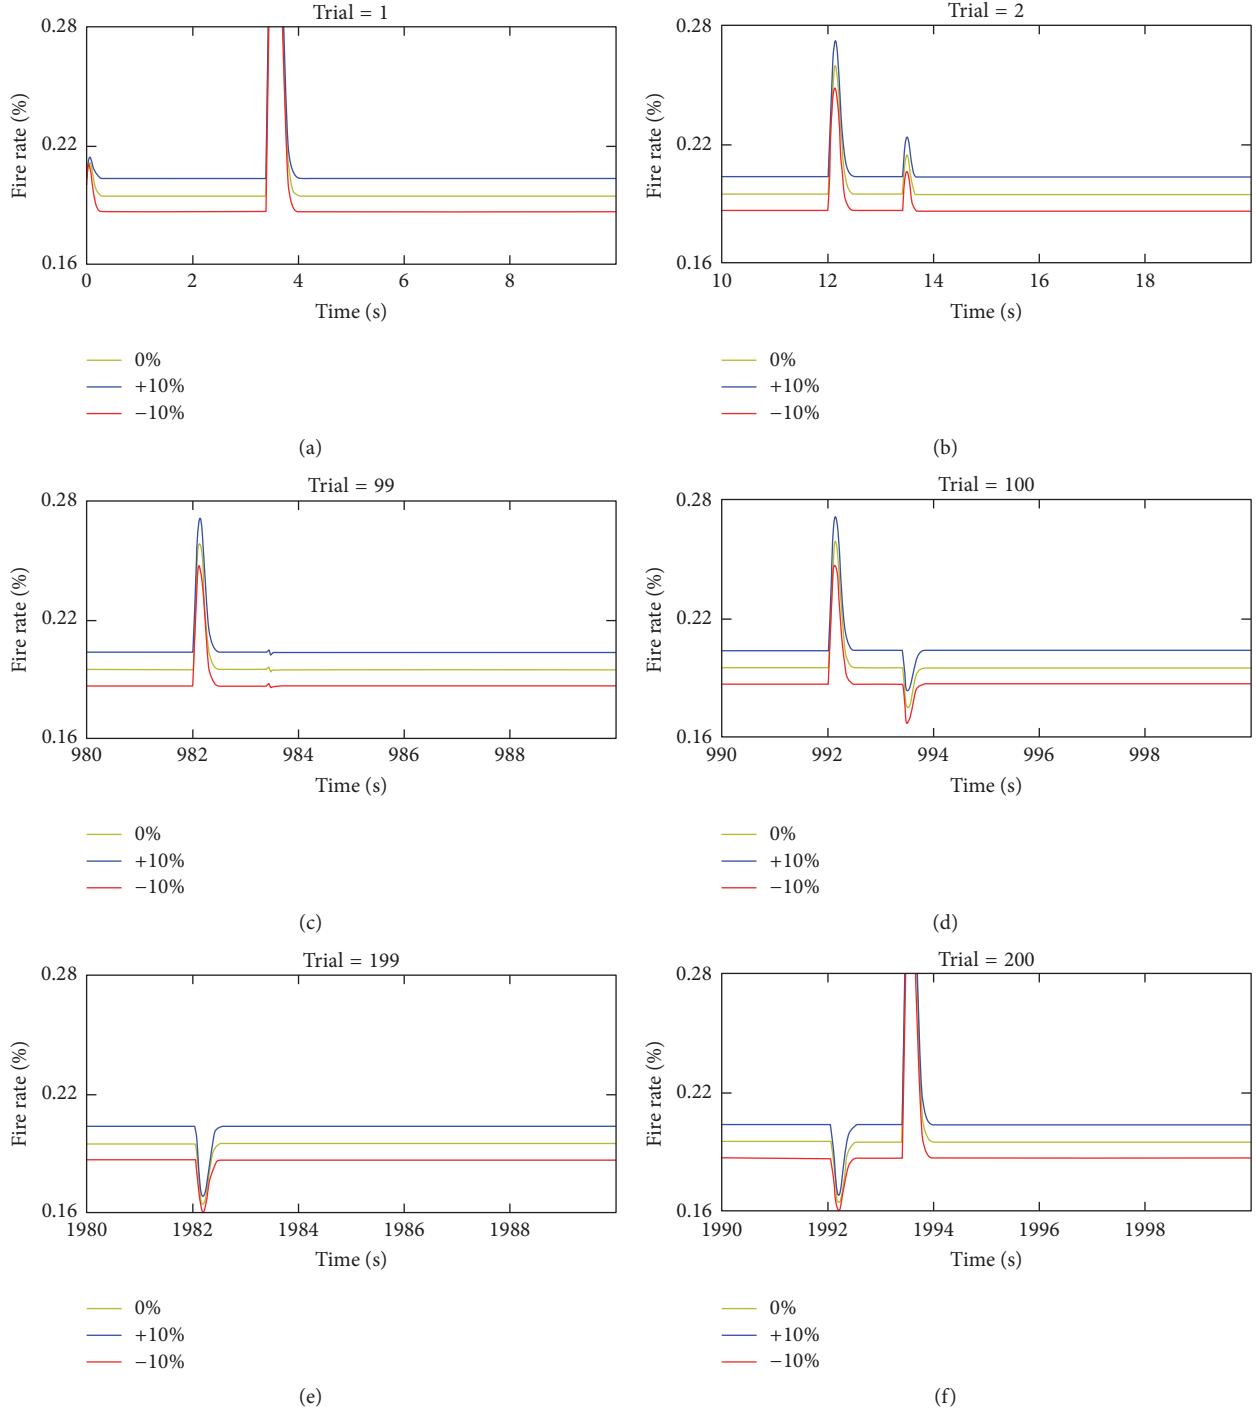 Trial = 1
0.28
0.22
0.16
Fire rate (%)
0 2 4 6 8
Time (s)
0%
+10%
−10%
(a)
Trial = 2
0.28
0.22
0.16
Fire rate (%)
10 12 14 16 18
Time (s)
0%
+10%
−10%
(b)
Trial = 99
0.28
0.22
0.16
Fire rate (%)
980 982 984 986 988
Time (s)
0%
+10%
−10%
(c)
Trial = 100
0.28
0.22
0.16
Fire rate (%)
990 992 994 996 998
Time (s)
0%
+10%
−10%
(d)
Trial = 199
0.28
0.22
0.16
Fire rate (%)
1980 1982 1984 1986 1988
Time (s)
0%
+10%
−10%
(e)
Trial = 200
0.28
0.22
0.16
Fire rate (%)
1990 1992 1994 1996 1998
Time (s)
0%
+10%
−10%
(f)